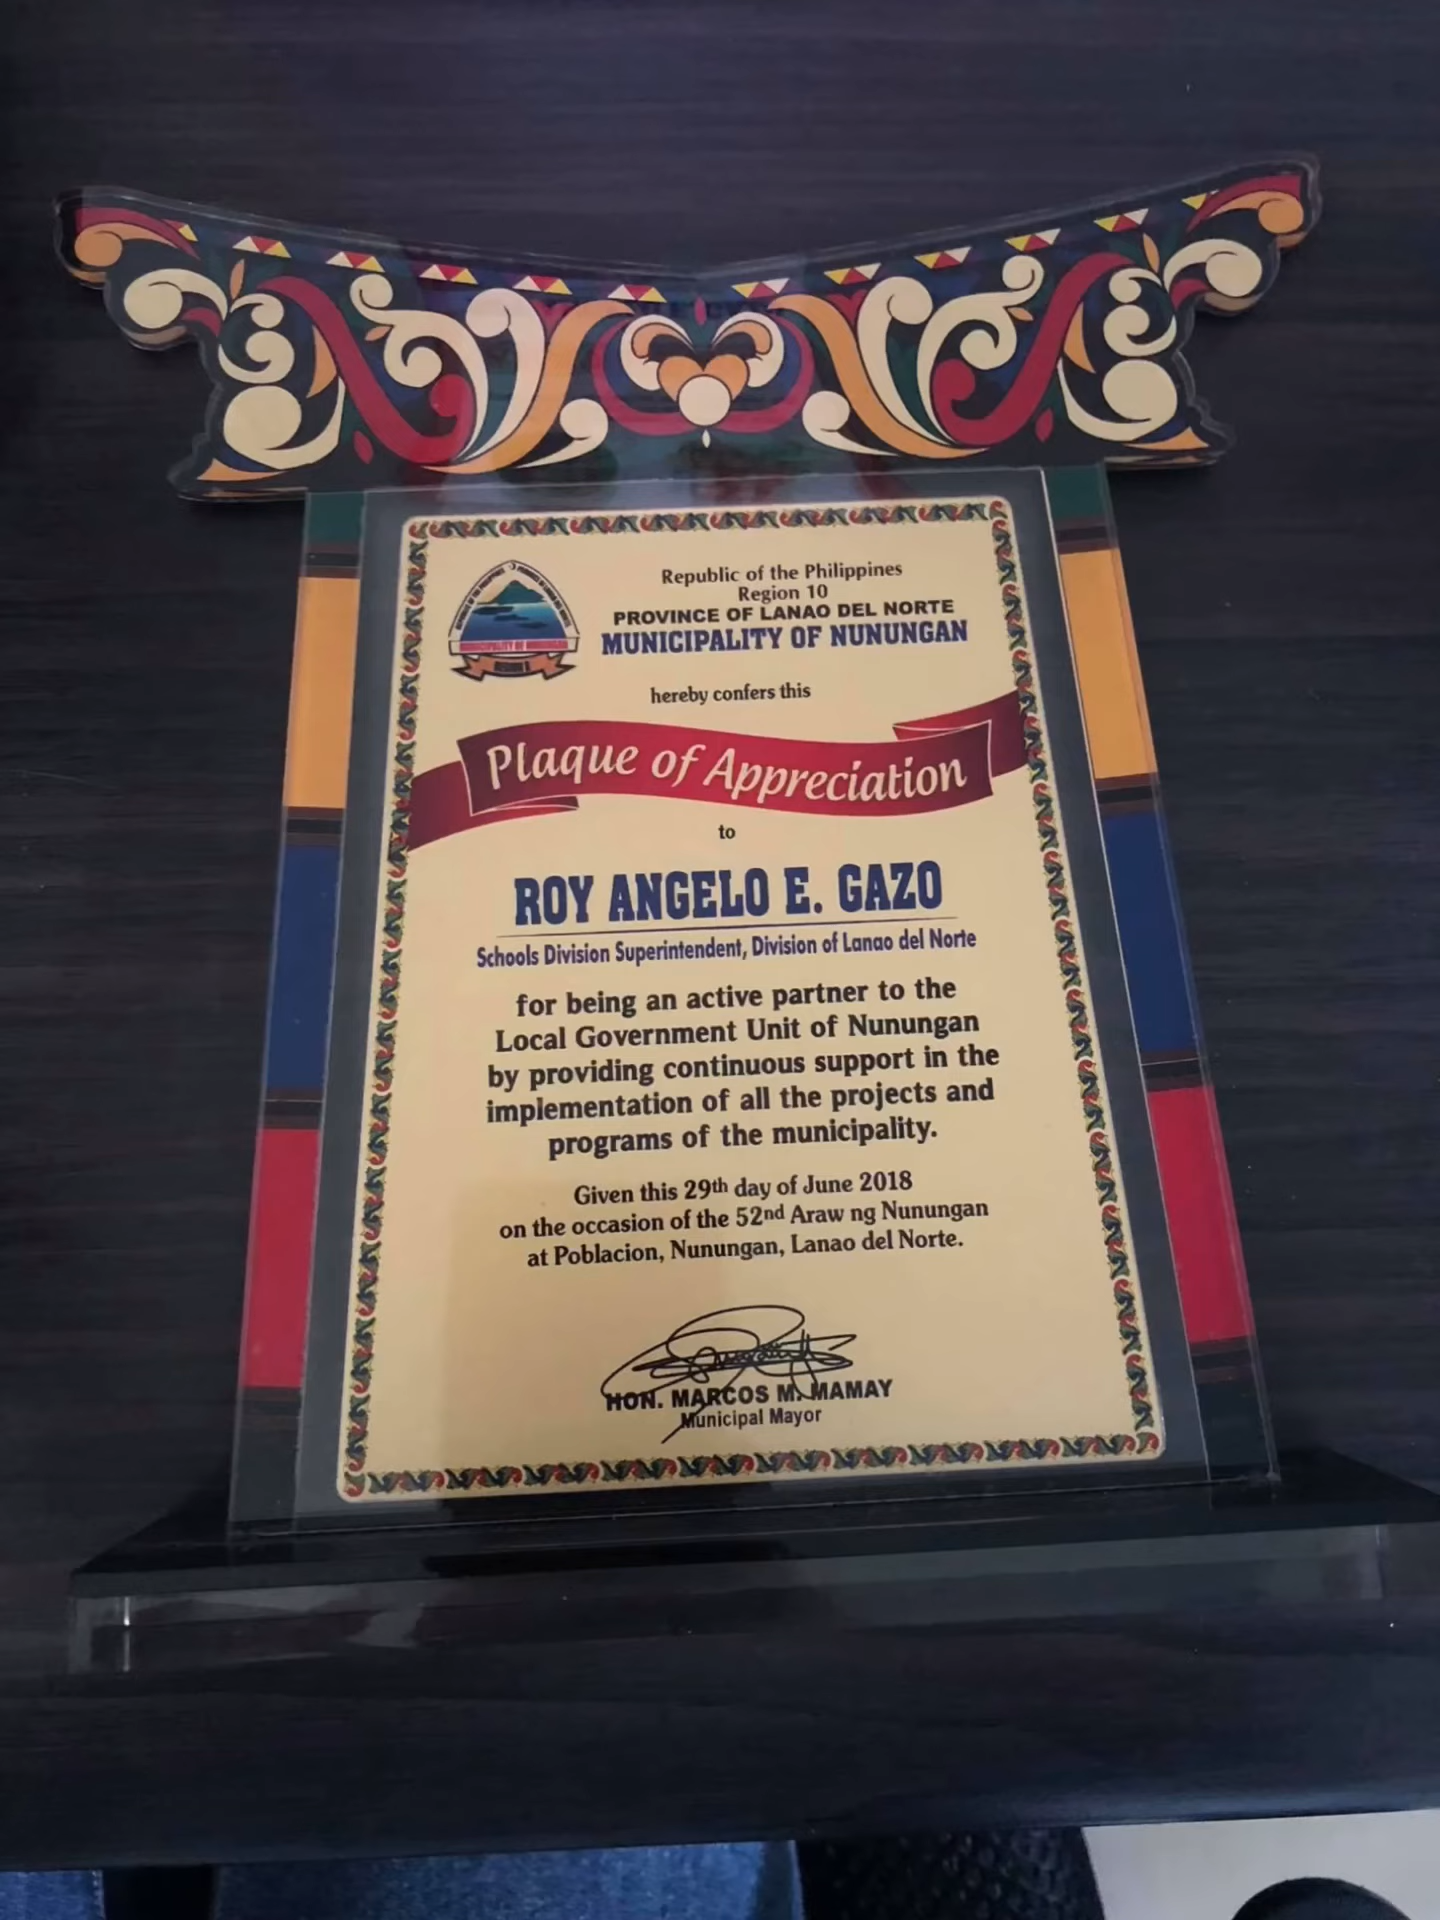 Republic of the Philippines
Region 10
PROVINCE OF LANAO DEL NORTE
MUNICIPALITY OF NUNUNGAN
MUNICIPALITY OF NUNUNGAN
hereby confers this
Plaque of Appreciation
to
ROY ANGELO E. GAZO
Schools Division Superintendent, Division of Lanao del Norte
for being an active partner to the
Local Government Unit of Nunungan
by providing continuous support in the
implementation of all the projects and
programs of the municipality.
Given this 29th day of June 2018
on the occasion of the 52nd Araw ng Nunungan
at Poblacion, Nunungan, Lanao del Norte.
HON. MARCOS M. MAMAY
Municipal Mayor